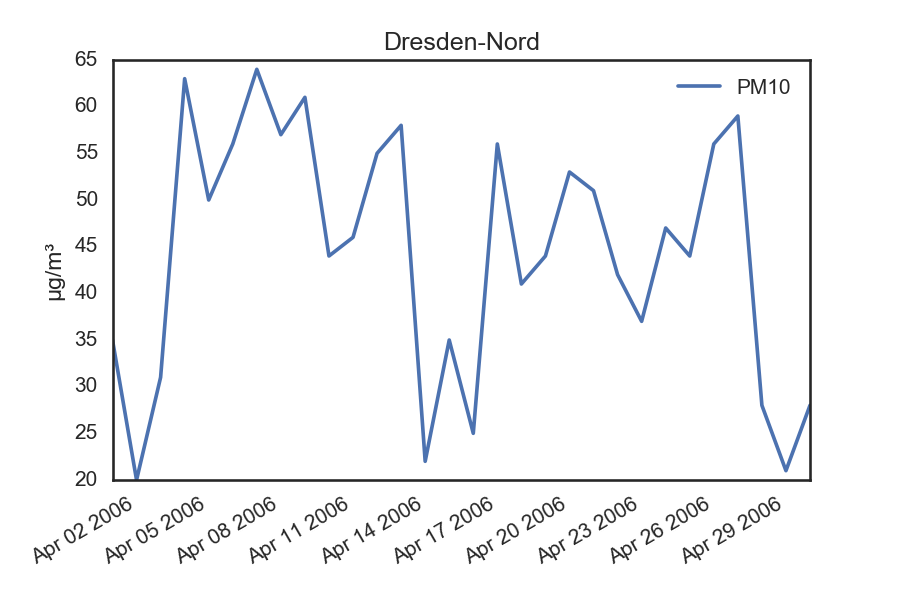 Dresden-Nord
PM10
µg/m³
65
60
55
50
45
40
35
30
25
20
Apr 02 2006
Apr 05 2006
Apr 08 2006
Apr 11 2006
Apr 14 2006
Apr 17 2006
Apr 20 2006
Apr 23 2006
Apr 26 2006
Apr 29 2006